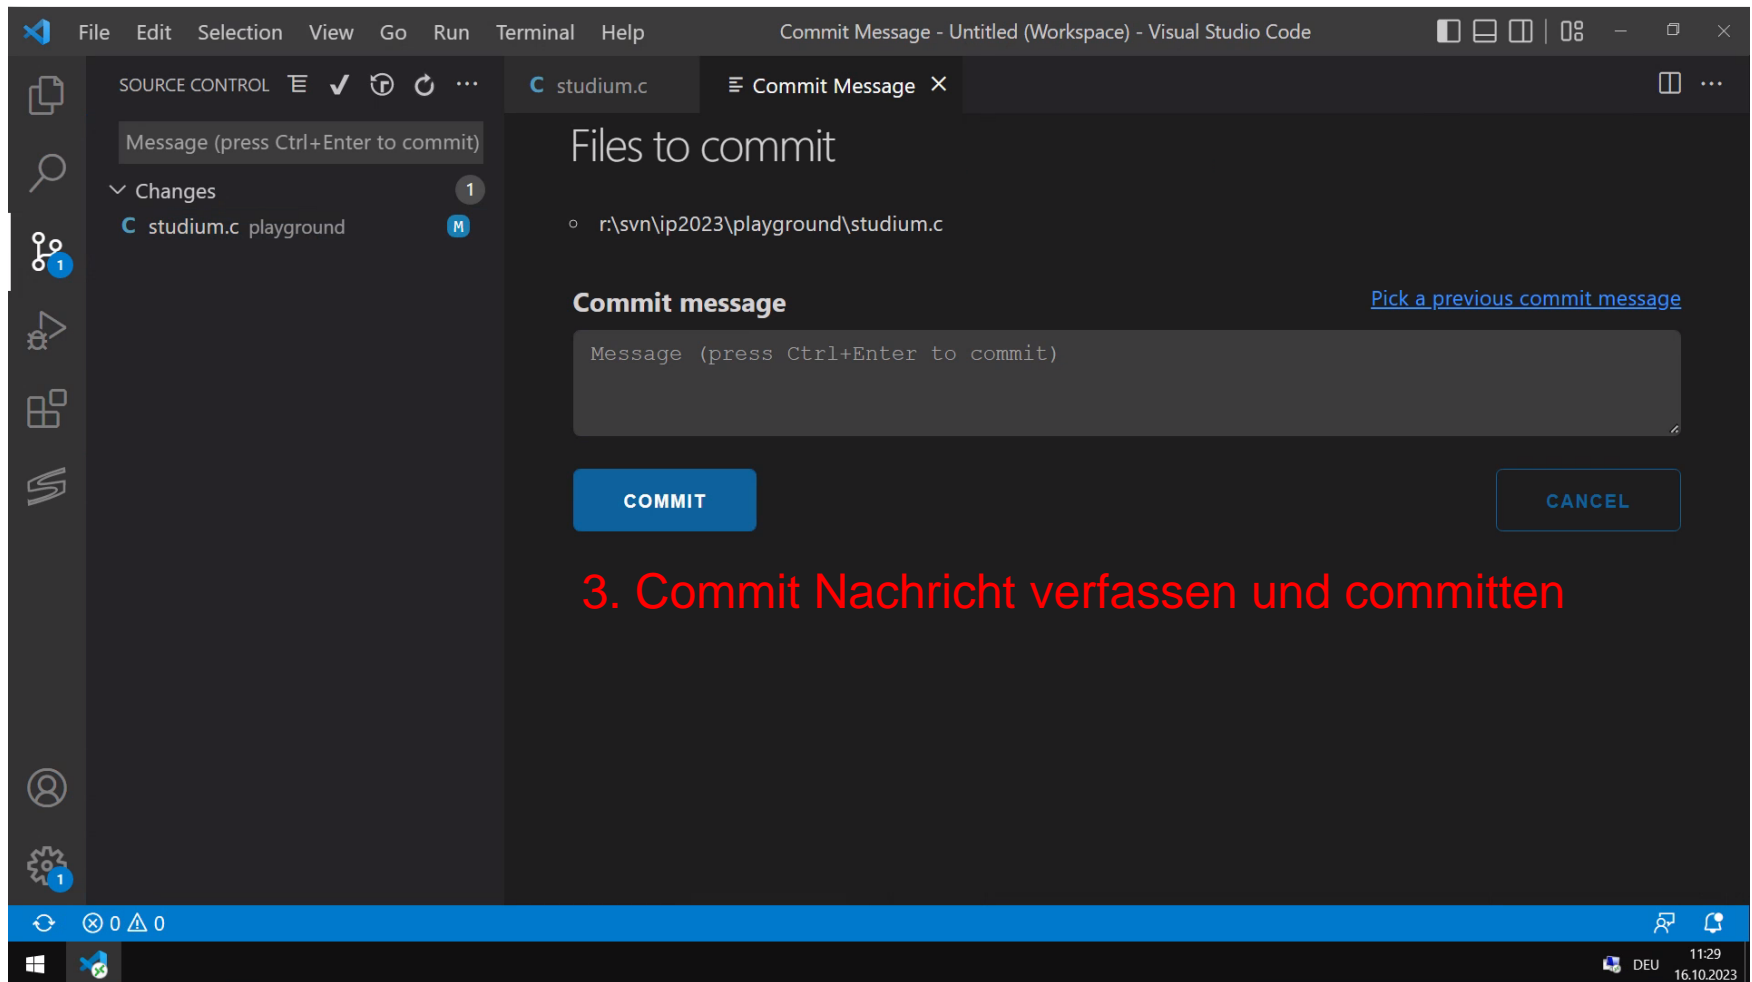 File Edit Selection View Go Run Terminal Help Commit Message - Untitled (Workspace) - Visual Studio Code
SOURCE CONTROL
C studium.c
Commit Message
Message (press Ctrl+Enter to commit)
Changes 1
C studium.c playground M
1
Files to commit
r:\svn\ip2023\playground\studium.c
Commit message
Pick a previous commit message
Message (press Ctrl+Enter to commit)
COMMIT
CANCEL
3. Commit Nachricht verfassen und committen
1
0 0
DEU
11:29
16.10.2023